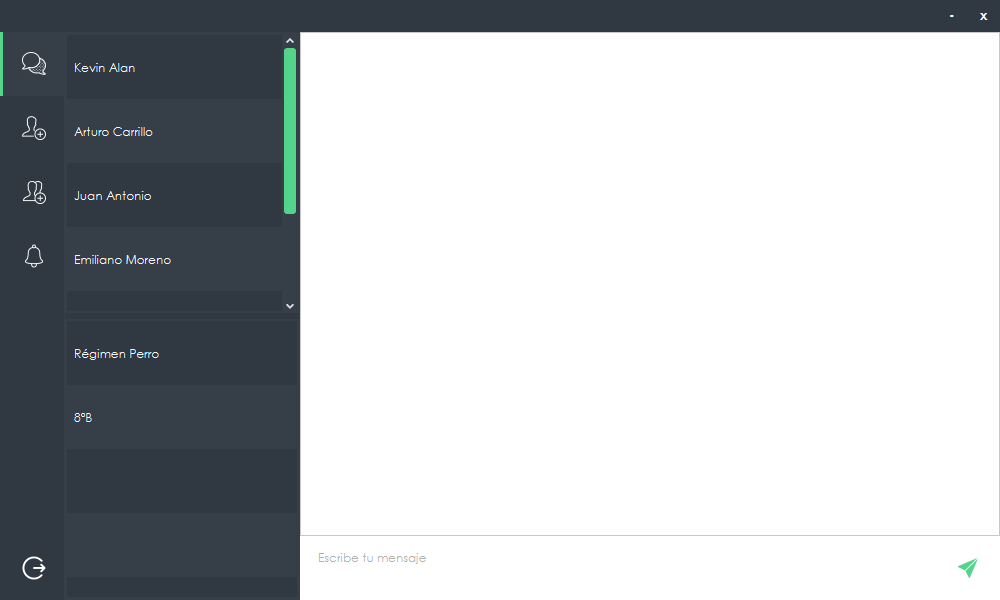 - x
Kevin Alan
Arturo Carrillo
Juan Antonio
Emiliano Moreno
Régimen Perro
8°B
Escribe tu mensaje